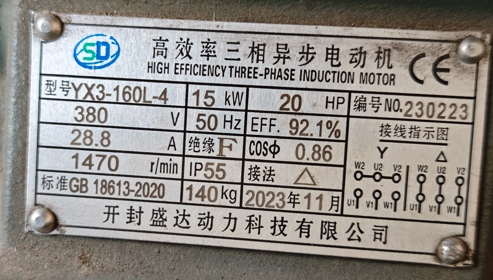 SD 高效率三相异步电动机 CE
HIGH EFFICIENCY THREE-PHASE INDUCTION MOTOR
型号YX3-160L-4 15 kW 20 HP 编号NO.230223
380 V 50 Hz EFF. 92.1% 接线指示图
28.8 A 绝缘F COSΦ 0.86 Y △
1470 r/min IP55 接法 △ W2 U2 V2 W2 U2 V2
标准GB 18613-2020 140kg 2023年11月 U1 V1 W1 U1 V1 W1
开封盛达动力科技有限公司